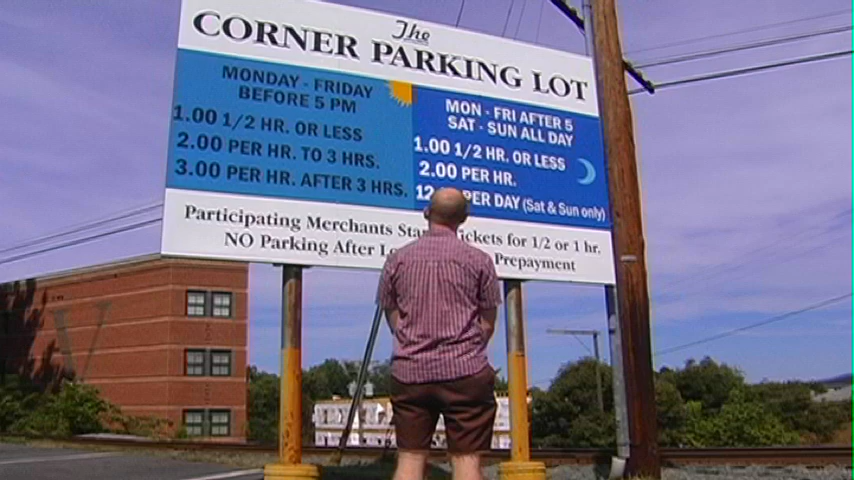 The
CORNER PARKING LOT
MONDAY - FRIDAY
BEFORE 5 PM
1.00 1/2 HR. OR LESS
2.00 PER HR. TO 3 HRS.
3.00 PER HR. AFTER 3 HRS.
MON - FRI AFTER 5
SAT - SUN ALL DAY
1.00 1/2 HR. OR LESS
2.00 PER HR.
PER DAY (Sat & Sun only)
Participating Merchants for 1/2 or 1 hr.
NO Parking After Prepayment
V